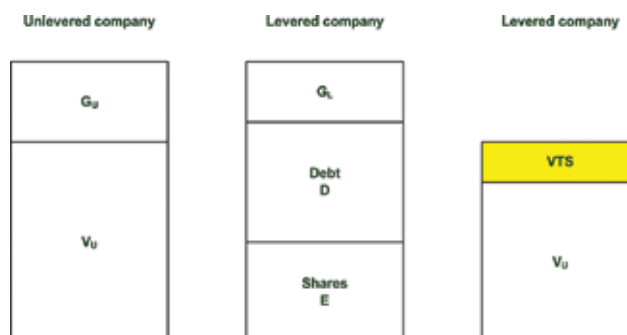 Unlevered company
Levered company
Levered company
GU
GL
VTS
Debt
D
VU
VU
Shares
E